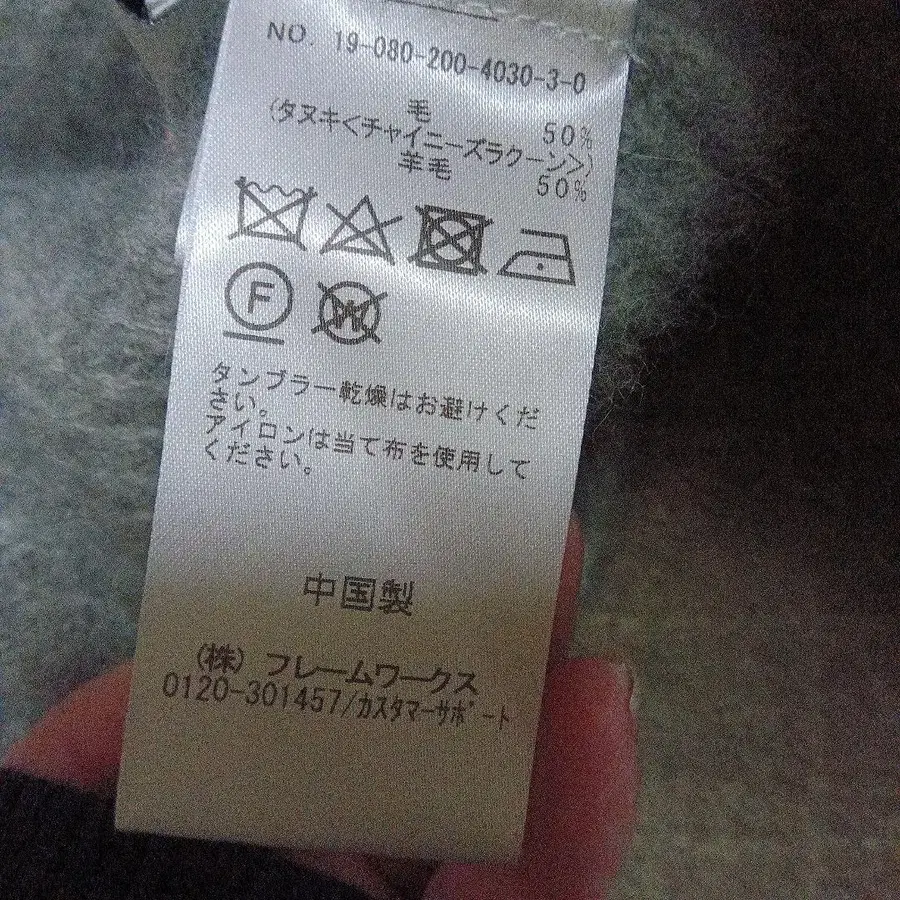 NO. 19-080-200-4030-3-0
毛 50%
(タヌキ<チャイニーズラクーン>)
羊毛 50%
F W
タンブラー乾燥はお避けくだ
さい。
アイロンは当て布を使用して
ください。
中国製
(株) フレームワークス
0120-301457/カスタマーサポート